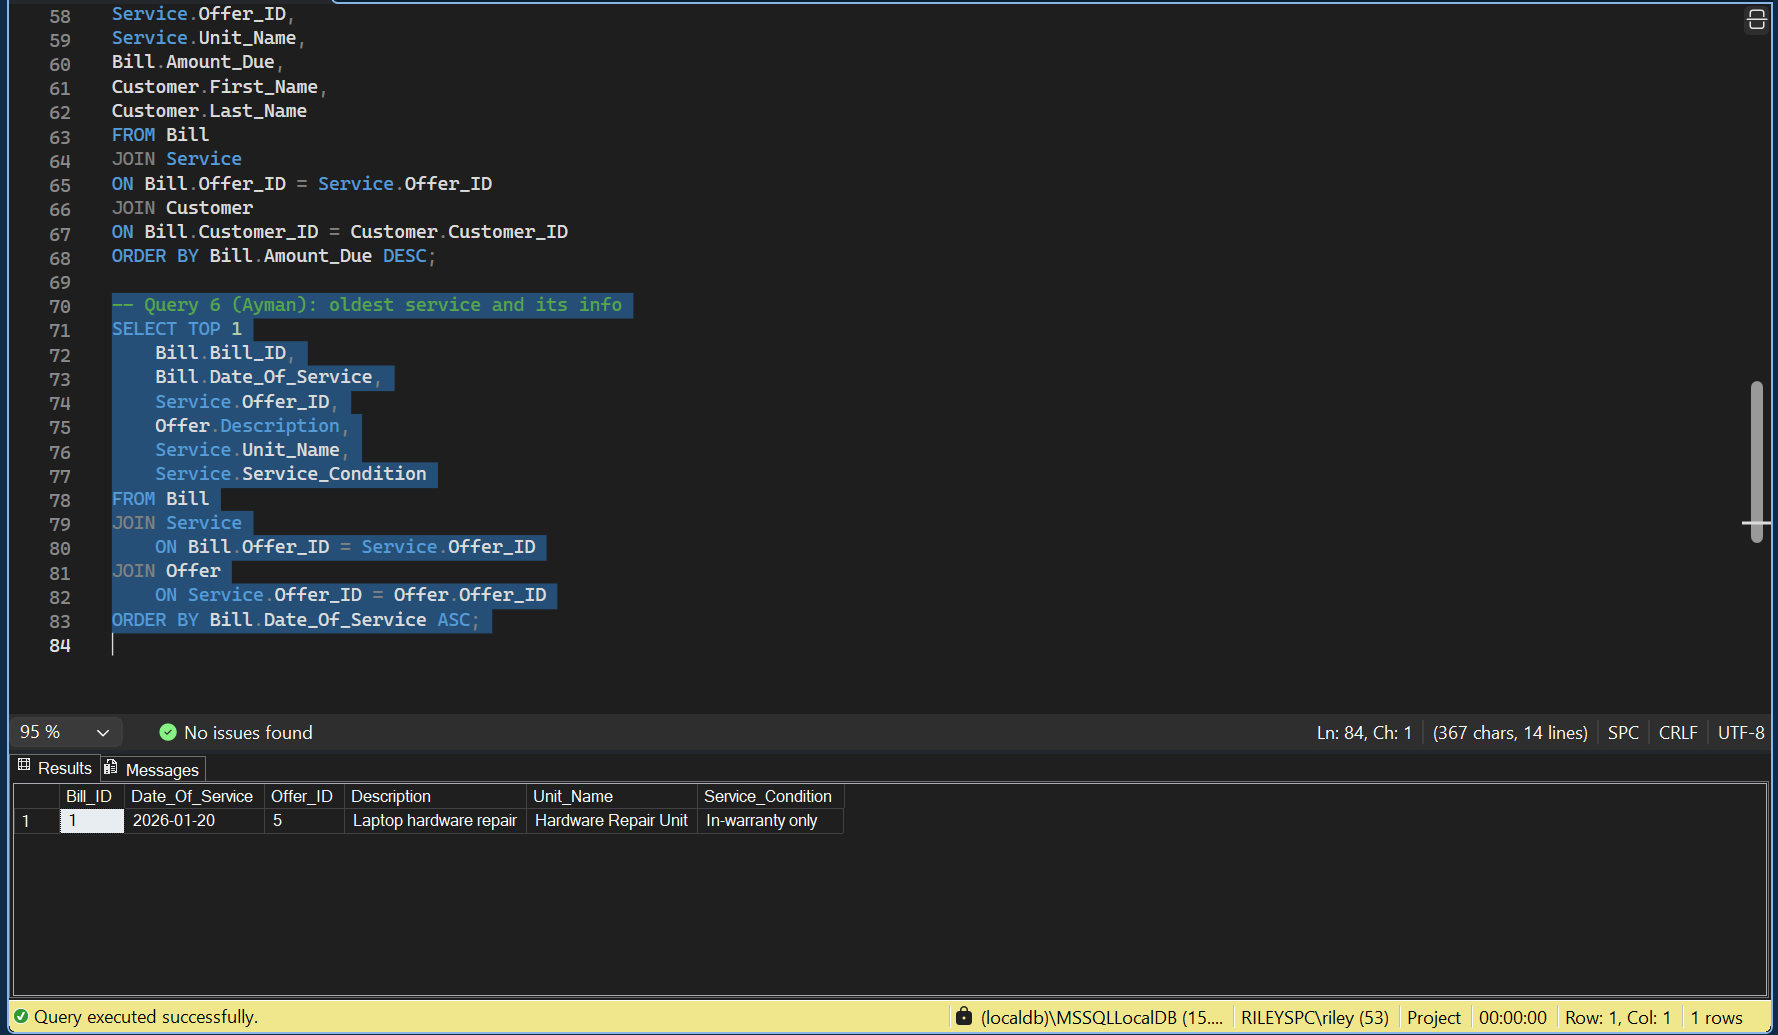 58 Service.Offer_ID,
59 Service.Unit_Name,
60 Bill.Amount_Due,
61 Customer.First_Name,
62 Customer.Last_Name
63 FROM Bill
64 JOIN Service
65 ON Bill.Offer_ID = Service.Offer_ID
66 JOIN Customer
67 ON Bill.Customer_ID = Customer.Customer_ID
68 ORDER BY Bill.Amount_Due DESC;
69
70 -- Query 6 (Ayman): oldest service and its info
71 SELECT TOP 1
72 Bill.Bill_ID,
73 Bill.Date_Of_Service,
74 Service.Offer_ID,
75 Offer.Description,
76 Service.Unit_Name,
77 Service.Service_Condition
78 FROM Bill
79 JOIN Service
80 ON Bill.Offer_ID = Service.Offer_ID
81 JOIN Offer
82 ON Service.Offer_ID = Offer.Offer_ID
83 ORDER BY Bill.Date_Of_Service ASC;
84
95 % No issues found Ln: 84, Ch: 1 (367 chars, 14 lines) SPC CRLF UTF-8
Results Messages
Bill_ID Date_Of_Service Offer_ID Description Unit_Name Service_Condition
1 1 2026-01-20 5 Laptop hardware repair Hardware Repair Unit In-warranty only
Query executed successfully. (localdb)\MSSQLLocalDB (15.... RILEYSPC\riley (53) Project 00:00:00 Row: 1, Col: 1 1 rows